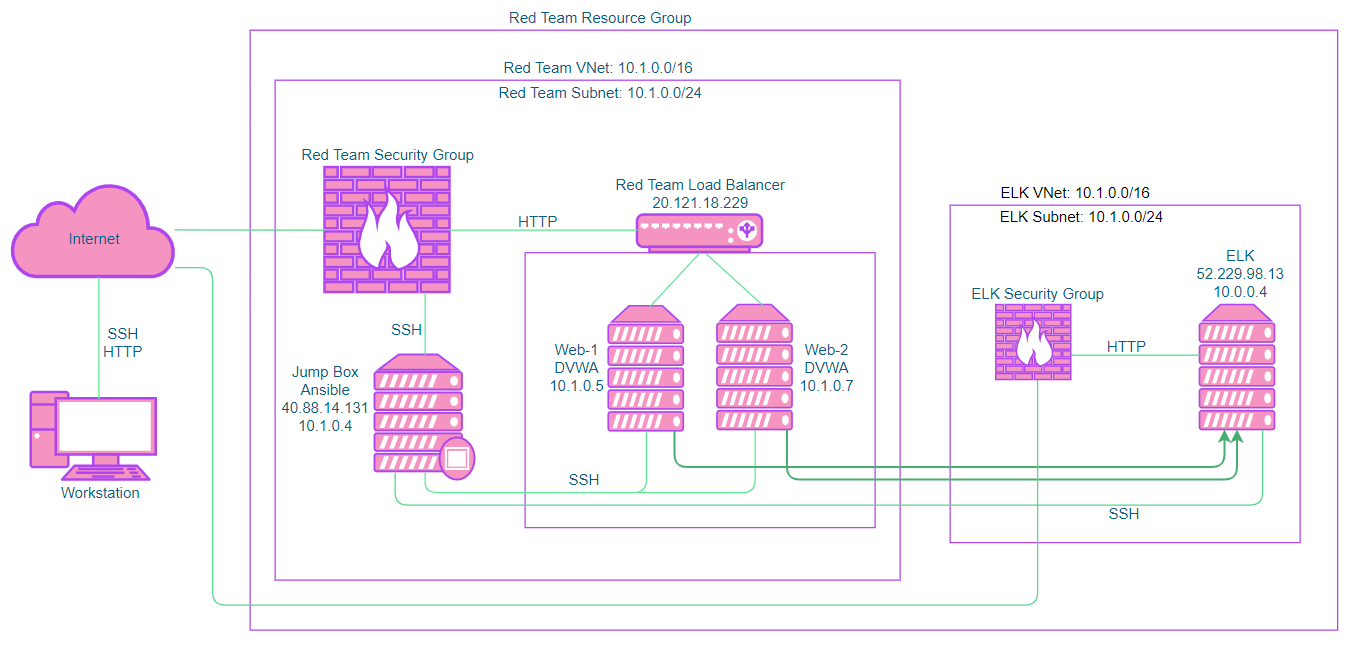 Red Team Resource Group
Red Team VNet: 10.1.0.0/16
Red Team Subnet: 10.1.0.0/24
Red Team Security Group
Red Team Load Balancer
20.121.18.229
HTTP
ELK VNet: 10.1.0.0/16
ELK Subnet: 10.1.0.0/24
Internet
ELK
52.229.98.13
10.0.0.4
ELK Security Group
HTTP
SSH
HTTP
SSH
Web-1
DVWA
10.1.0.5
Web-2
DVWA
10.1.0.7
Jump Box
Ansible
40.88.14.131
10.1.0.4
Workstation
SSH
SSH